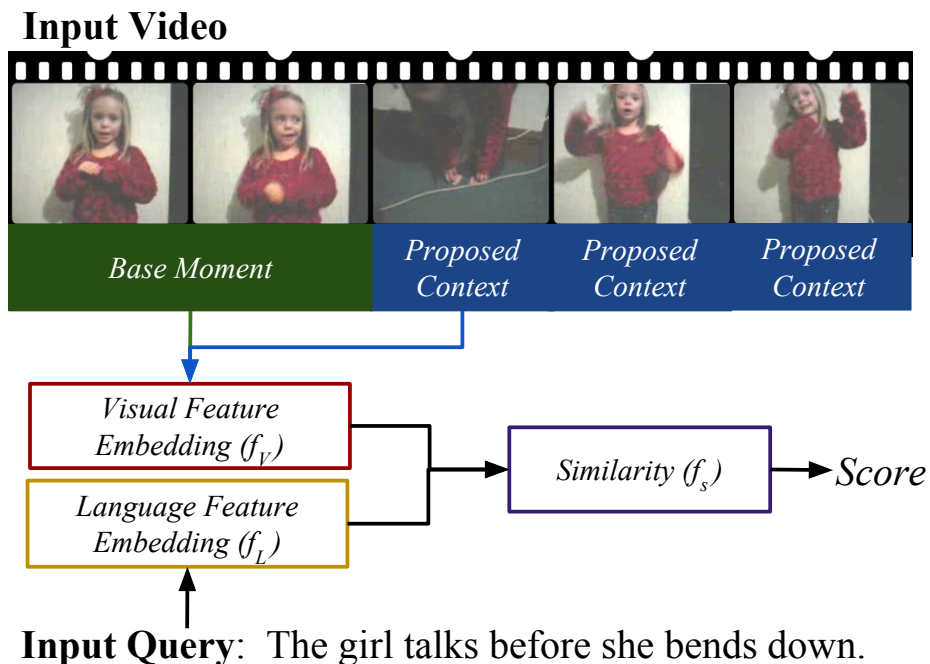 Input Video
Base Moment
Proposed
Context
Proposed
Context
Proposed
Context
Visual Feature
Embedding (f_V)
Language Feature
Embedding (f_L)
Similarity (f_s)
Score
Input Query:  The girl talks before she bends down.